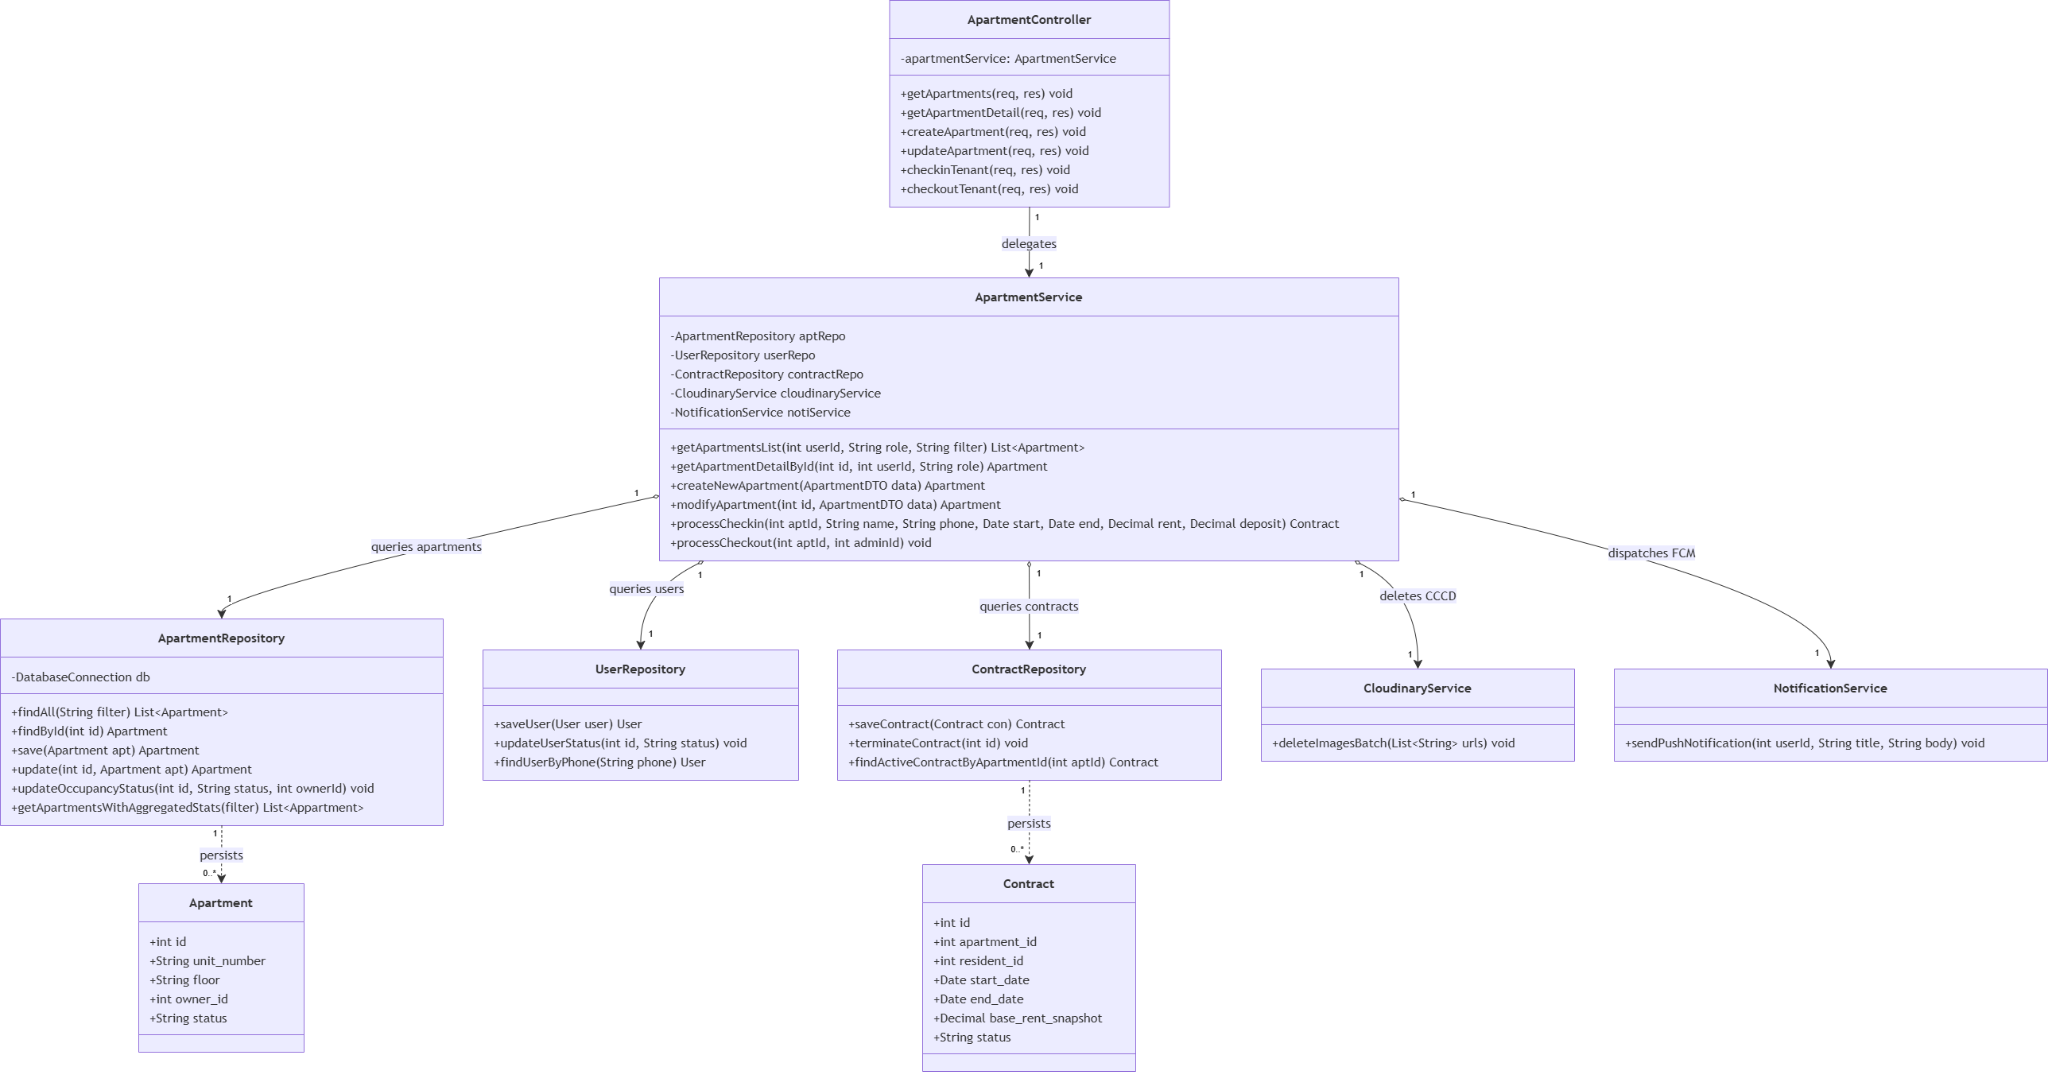 ApartmentController
-apartmentService: ApartmentService
+getApartments(req, res) void
+getApartmentDetail(req, res) void
+createApartment(req, res) void
+updateApartment(req, res) void
+checkinTenant(req, res) void
+checkoutTenant(req, res) void
1
delegates
1
ApartmentService
-ApartmentRepository aptRepo
-UserRepository userRepo
-ContractRepository contractRepo
-CloudinaryService cloudinaryService
-NotificationService notiService
+getApartmentsList(int userId, String role, String filter) List<Apartment>
+getApartmentDetailById(int id, int userId, String role) Apartment
+createNewApartment(ApartmentDTO data) Apartment
+modifyApartment(int id, ApartmentDTO data) Apartment
+processCheckin(int aptId, String name, String phone, Date start, Date end, Decimal rent, Decimal deposit) Contract
+processCheckout(int aptId, int adminId) void
1
queries apartments
1
1
queries users
1
1
queries contracts
1
1
deletes CCCD
1
1
dispatches FCM
1
ApartmentRepository
-DatabaseConnection db
+findAll(String filter) List<Apartment>
+findById(int id) Apartment
+save(Apartment apt) Apartment
+update(int id, Apartment apt) Apartment
+updateOccupancyStatus(int id, String status, int ownerId) void
+getApartmentsWithAggregatedStats(filter) List<Appartment>
UserRepository
+saveUser(User user) User
+updateUserStatus(int id, String status) void
+findUserByPhone(String phone) User
ContractRepository
+saveContract(Contract con) Contract
+terminateContract(int id) void
+findActiveContractByApartmentId(int aptId) Contract
CloudinaryService
+deleteImagesBatch(List<String> urls) void
NotificationService
+sendPushNotification(int userId, String title, String body) void
1
persists
0..*
1
persists
0..*
Apartment
+int id
+String unit_number
+String floor
+int owner_id
+String status
Contract
+int id
+int apartment_id
+int resident_id
+Date start_date
+Date end_date
+Decimal base_rent_snapshot
+String status